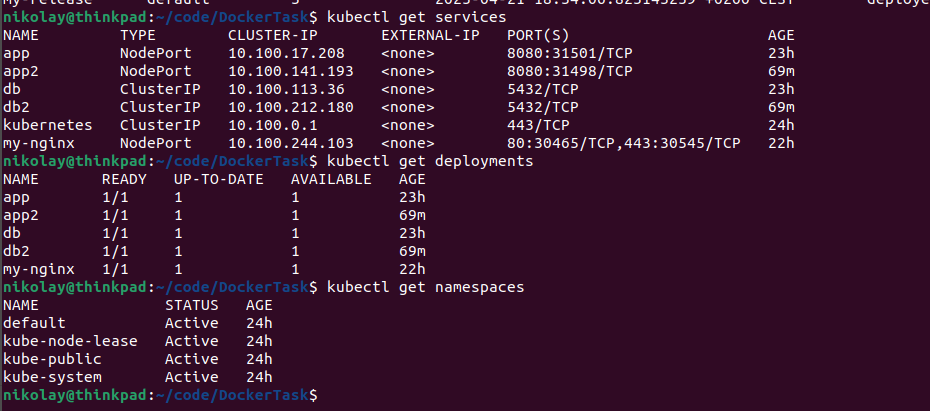 nikolay@thinkpad:~/code/DockerTask$ kubectl get services
NAME         TYPE        CLUSTER-IP       EXTERNAL-IP   PORT(S)                      AGE
app          NodePort    10.100.17.208    <none>        8080:31501/TCP               23h
app2         NodePort    10.100.141.193   <none>        8080:31498/TCP               69m
db           ClusterIP   10.100.113.36    <none>        5432/TCP                     23h
db2          ClusterIP   10.100.212.180   <none>        5432/TCP                     69m
kubernetes   ClusterIP   10.100.0.1       <none>        443/TCP                      24h
my-nginx     NodePort    10.100.244.103   <none>        80:30465/TCP,443:30545/TCP   22h
nikolay@thinkpad:~/code/DockerTask$ kubectl get deployments
NAME       READY   UP-TO-DATE   AVAILABLE   AGE
app        1/1     1            1           23h
app2       1/1     1            1           69m
db         1/1     1            1           23h
db2        1/1     1            1           69m
my-nginx   1/1     1            1           22h
nikolay@thinkpad:~/code/DockerTask$ kubectl get namespaces
NAME              STATUS   AGE
default           Active   24h
kube-node-lease   Active   24h
kube-public       Active   24h
kube-system       Active   24h
nikolay@thinkpad:~/code/DockerTask$